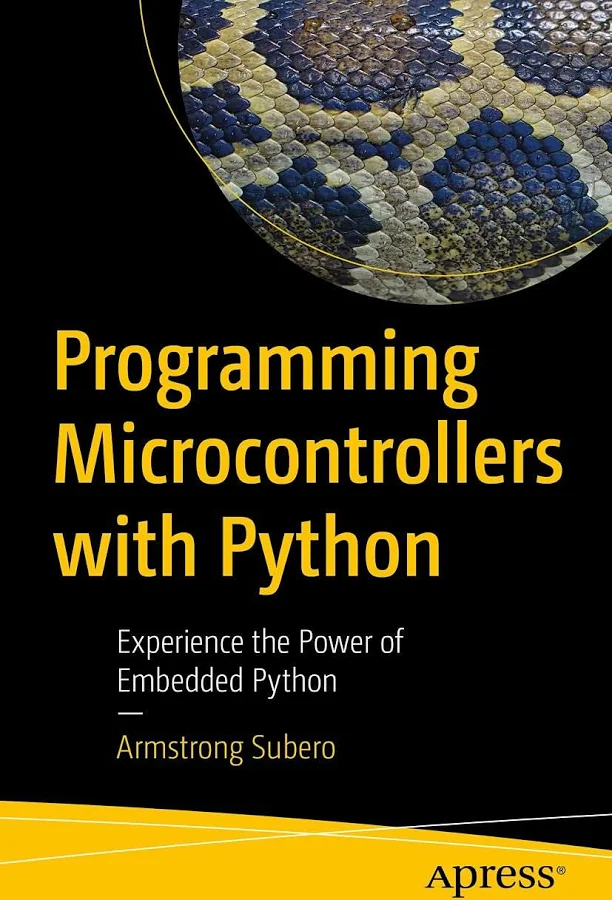 Programming
Microcontrollers
with Python
Experience the Power of
Embedded Python
—
Armstrong Subero
Apress®